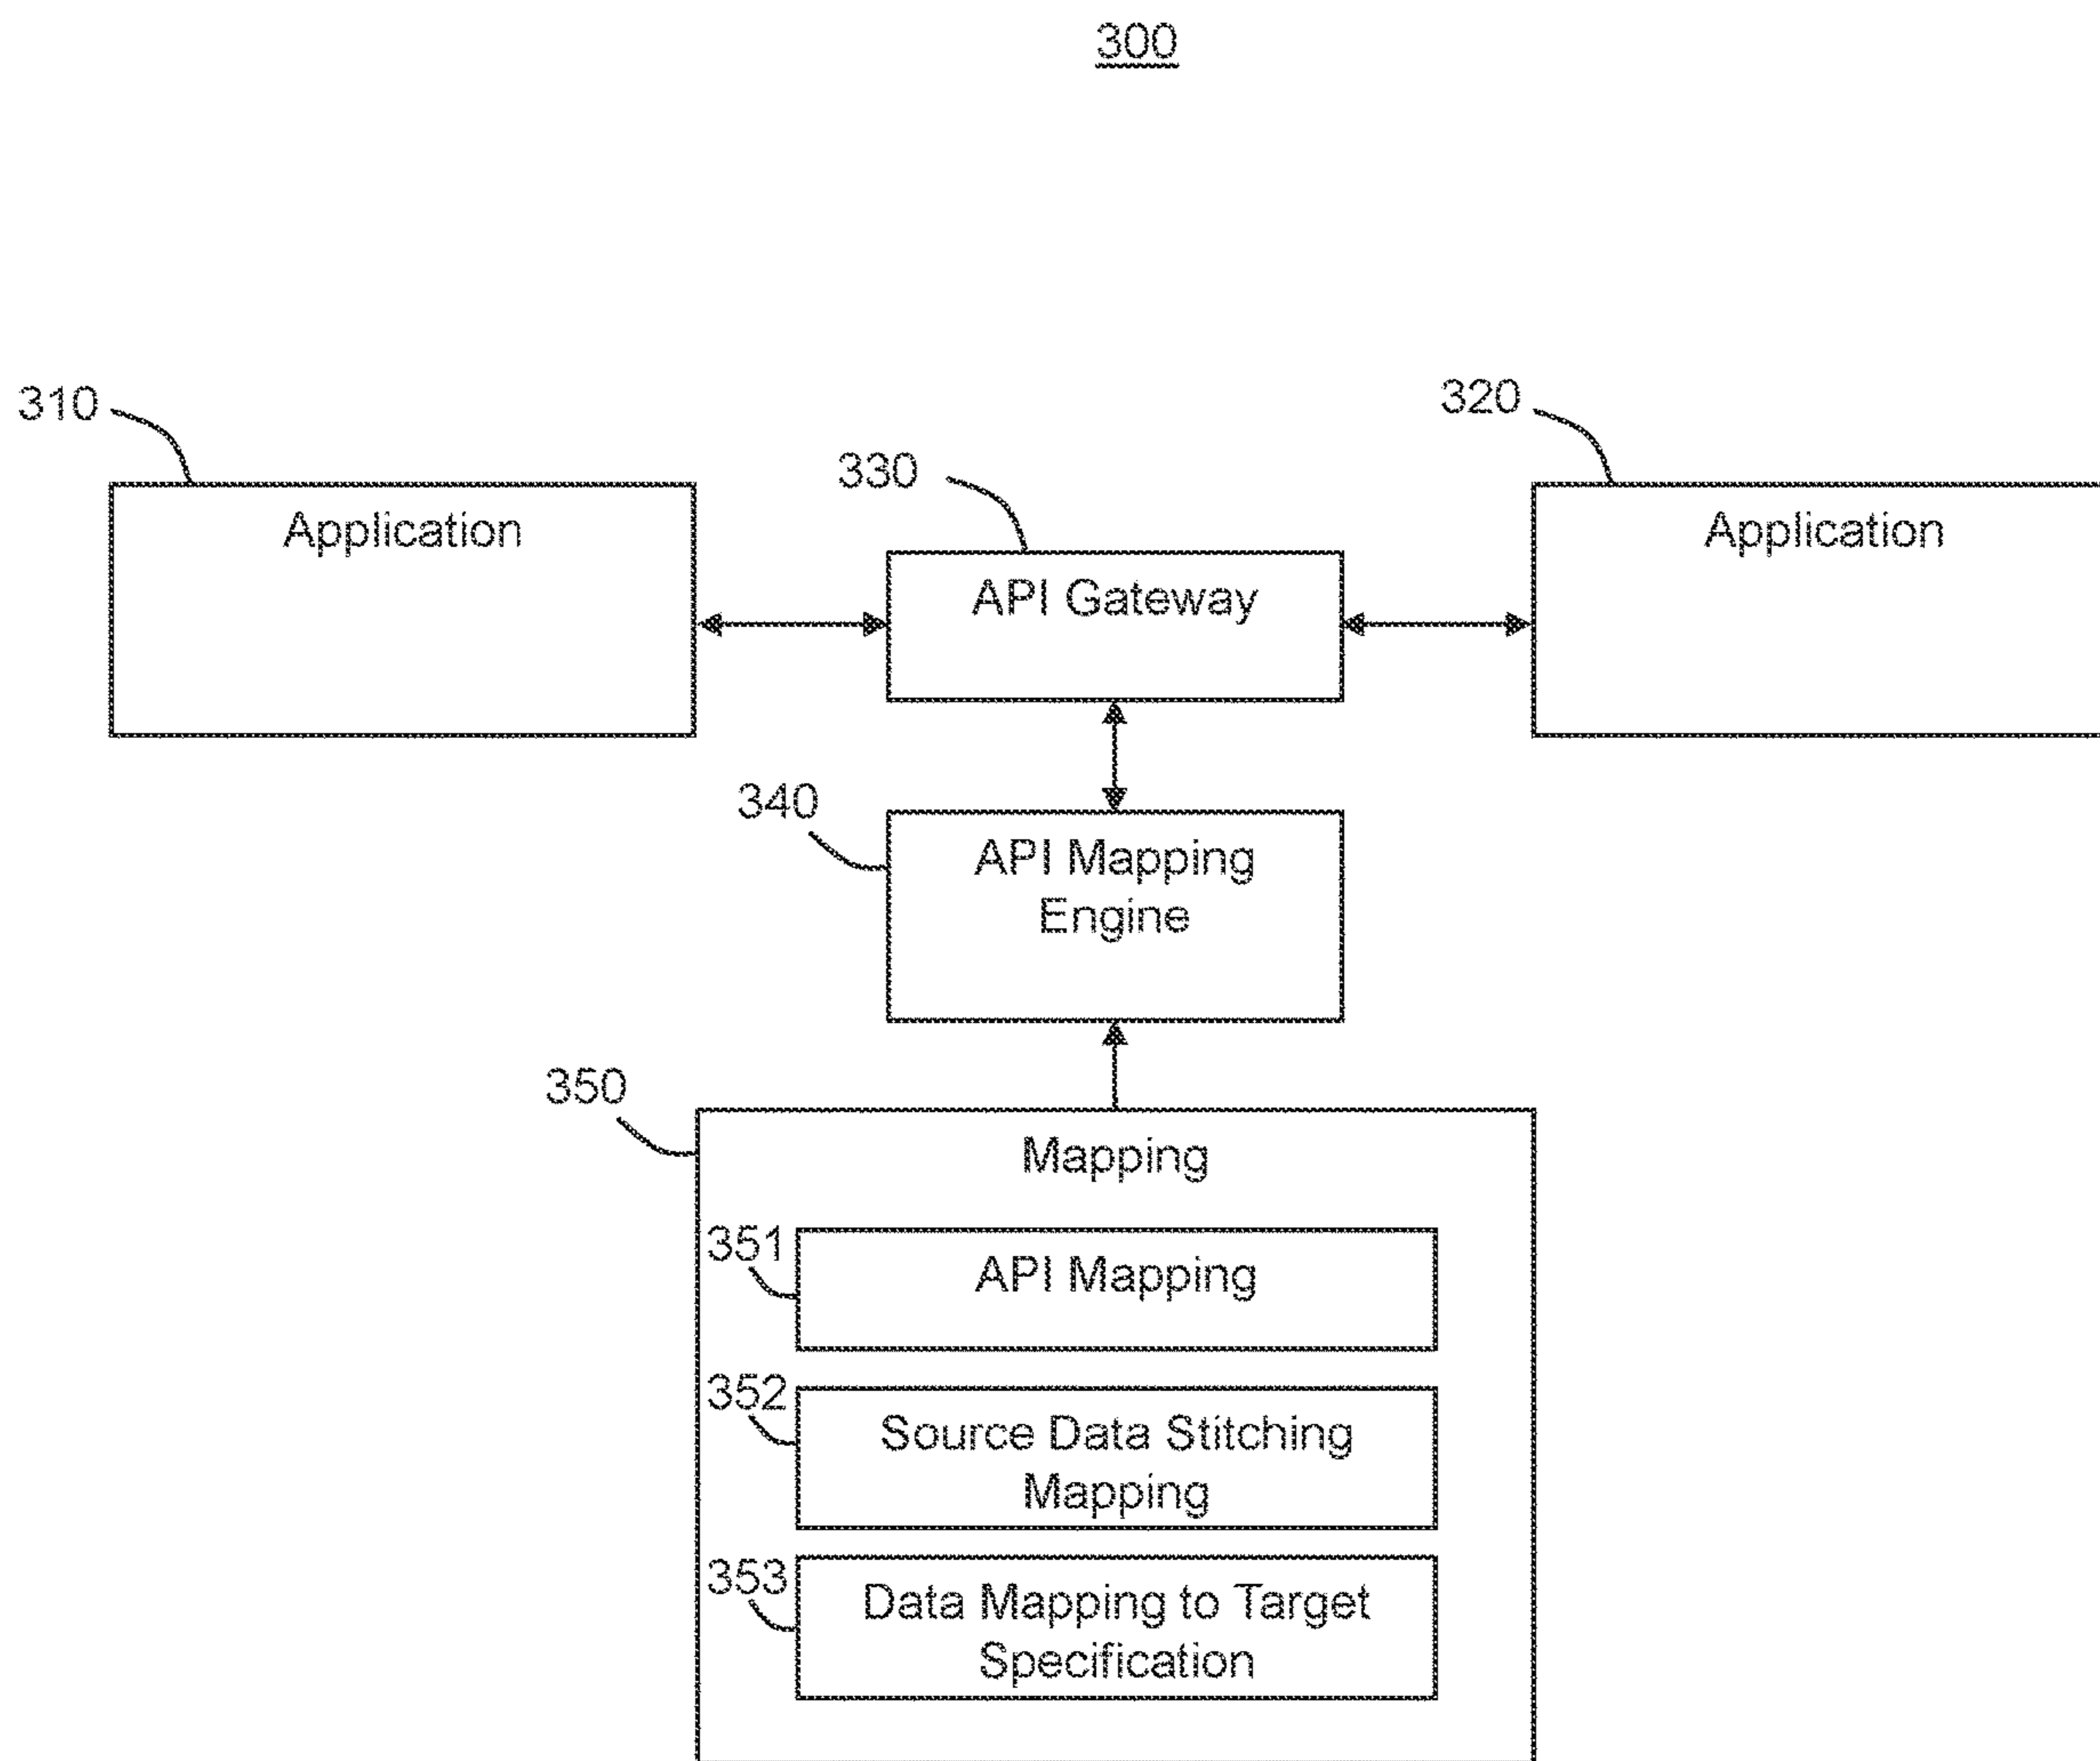 300
310
320
330
Application
Application
API Gateway
340
API Mapping
Engine
350
Mapping
351
API Mapping
352
Source Data Stitching
Mapping
353
Data Mapping to Target
Specification